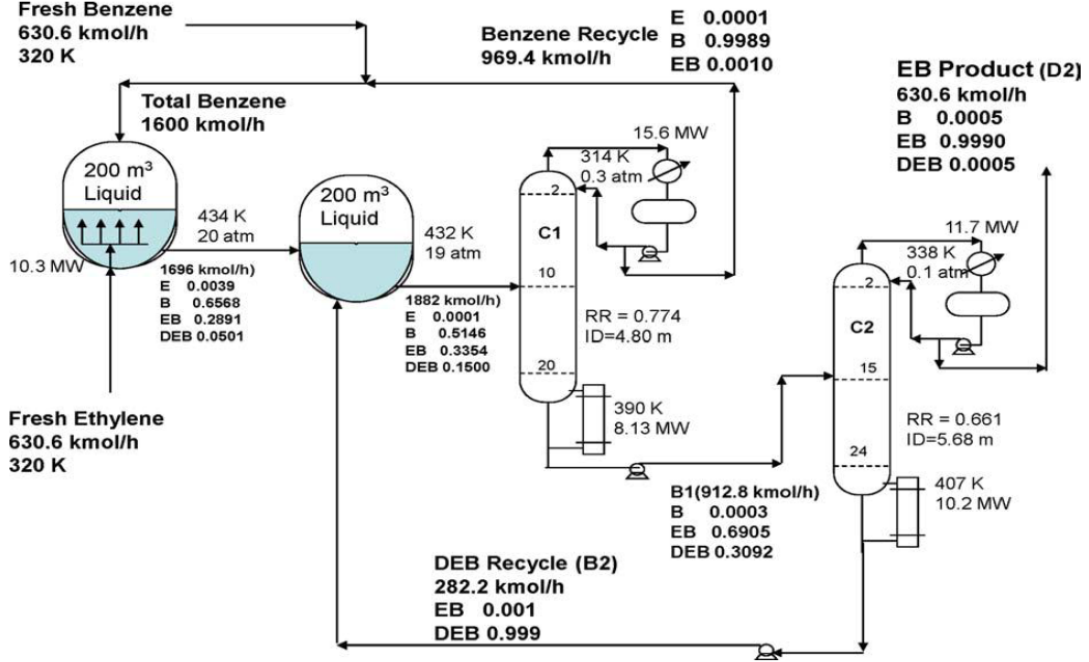 Fresh Benzene
630.6 kmol/h
320 K
Benzene Recycle
969.4 kmol/h
E 0.0001
B 0.9989
EB 0.0010
EB Product (D2)
630.6 kmol/h
B 0.0005
EB 0.9990
DEB 0.0005
Total Benzene
1600 kmol/h
200 m³
Liquid
434 K
20 atm
10.3 MW
1696 kmol/h)
E 0.0039
B 0.6568
EB 0.2891
DEB 0.0501
200 m³
Liquid
432 K
19 atm
1882 kmol/h)
E 0.0001
B 0.5146
EB 0.3354
DEB 0.1500
15.6 MW
314 K
0.3 atm
2
C1
10
20
RR = 0.774
ID=4.80 m
390 K
8.13 MW
11.7 MW
338 K
0.1 atm
2
C2
15
24
RR = 0.661
ID=5.68 m
407 K
10.2 MW
Fresh Ethylene
630.6 kmol/h
320 K
B1(912.8 kmol/h)
B 0.0003
EB 0.6905
DEB 0.3092
DEB Recycle (B2)
282.2 kmol/h
EB 0.001
DEB 0.999